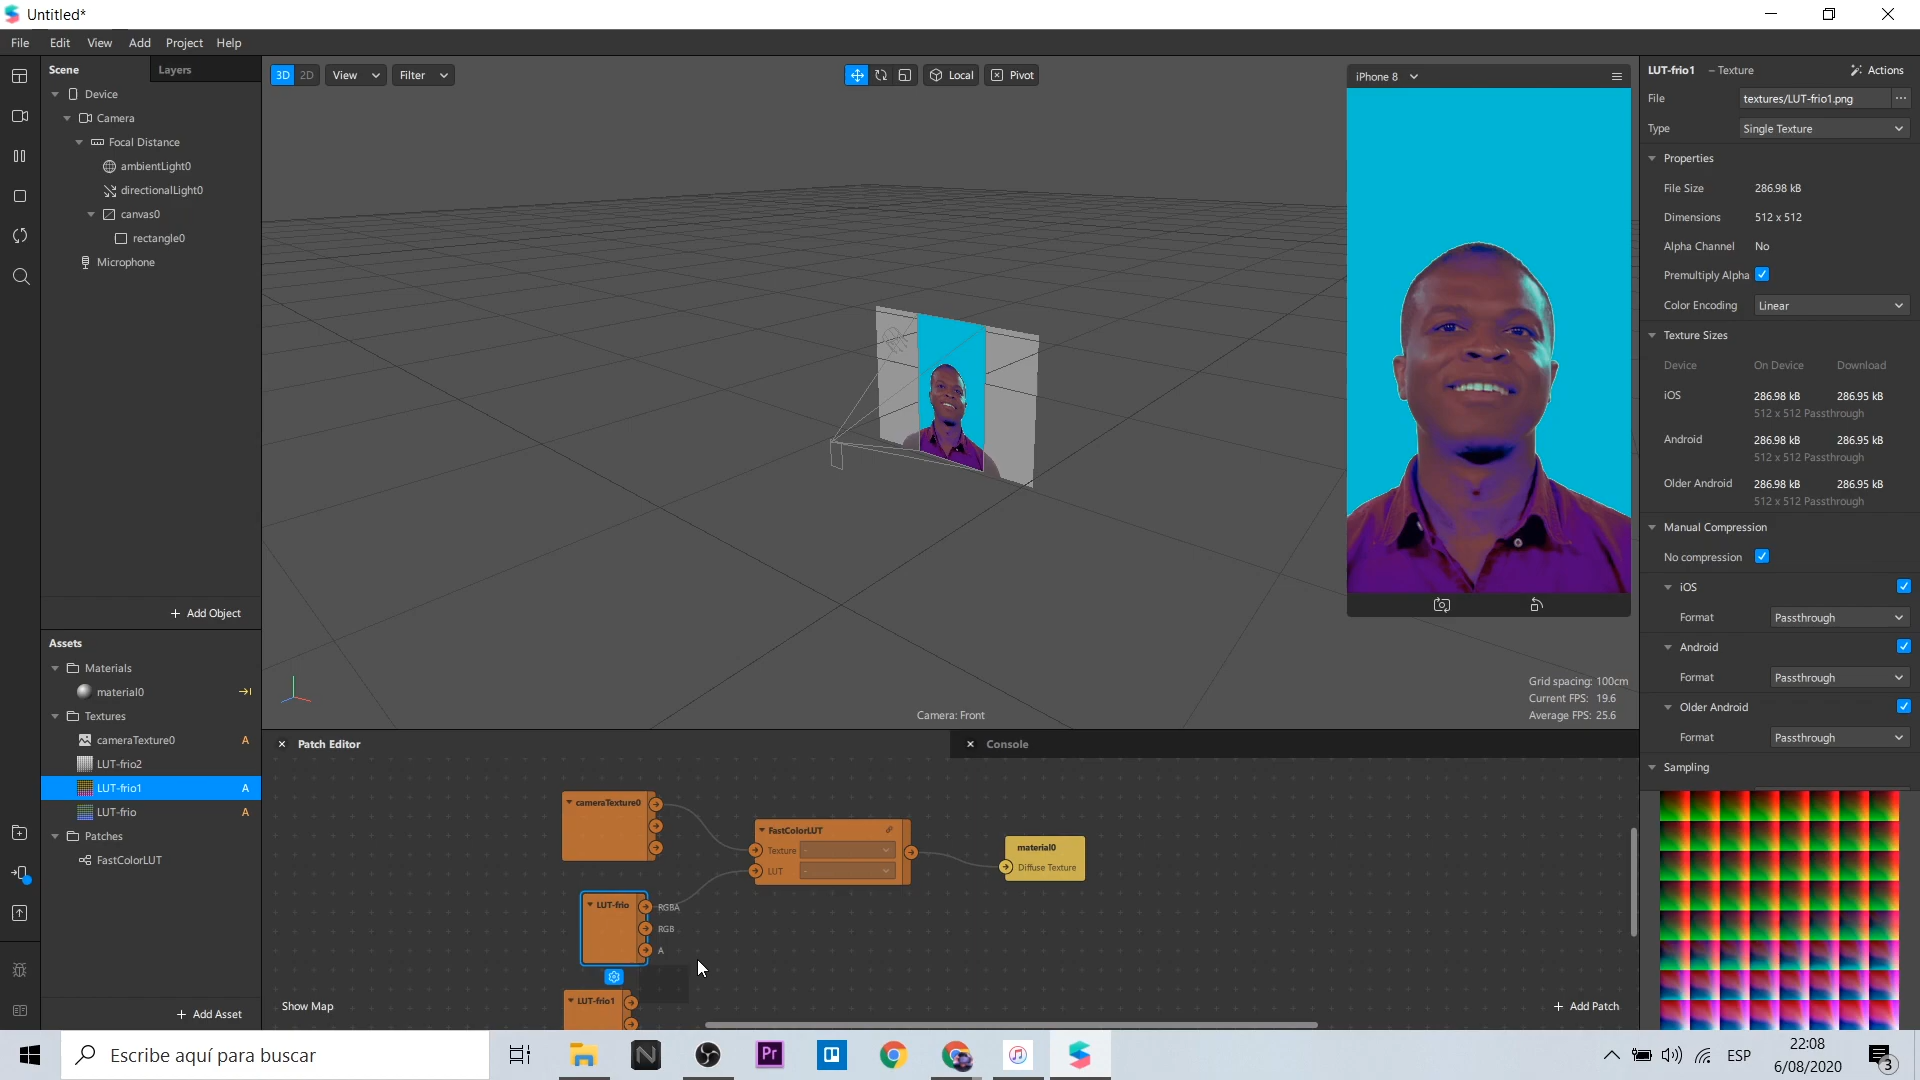 Untitled*
File Edit View Add Project Help
Scene Layers
Device
Camera
Focal Distance
ambientLight0
directionalLight0
canvas0
rectangle0
Microphone
+ Add Object
Assets
Materials
material0
Textures
cameraTexture0 A
LUT-frio2
LUT-frio1 A
LUT-frio A
Patches
FastColorLUT
+ Add Asset
3D 2D View Filter
Local Pivot
iPhone 8
Grid spacing: 100cm
Current FPS: 19.6
Camera: Front
Average FPS: 25.6
Patch Editor
Console
cameraTexture0
FastColorLUT
Texture -
LUT -
material0
Diffuse Texture
LUT-frio
RGBA
RGB
A
LUT-frio1
Show Map
+ Add Patch
LUT-frio1 – Texture Actions
File textures/LUT-frio1.png ...
Type Single Texture
Properties
File Size 286.98 kB
Dimensions 512 x 512
Alpha Channel No
Premultiply Alpha
Color Encoding Linear
Texture Sizes
Device On Device Download
iOS 286.98 kB 286.95 kB
512 x 512 Passthrough
Android 286.98 kB 286.95 kB
512 x 512 Passthrough
Older Android 286.98 kB 286.95 kB
512 x 512 Passthrough
Manual Compression
No compression
iOS
Format Passthrough
Android
Format Passthrough
Older Android
Format Passthrough
Sampling
Escribe aquí para buscar
N
Pr
ESP
22:08
6/08/2020
3